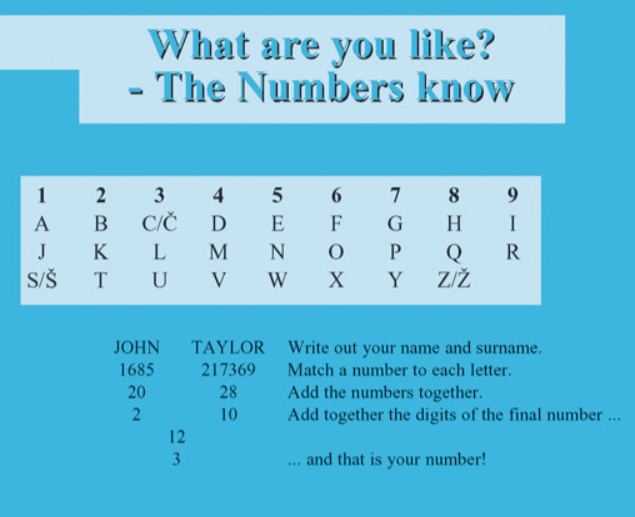 What are you like?
- The Numbers know
1 2 3 4 5 6 7 8 9
A B C/Č D E F G H I
J K L M N O P Q R
S/Š T U V W X Y Z/Ž
JOHN TAYLOR Write out your name and surname.
1685 217369 Match a number to each letter.
20 28 Add the numbers together.
2 10 Add together the digits of the final number ...
12
3 ... and that is your number!